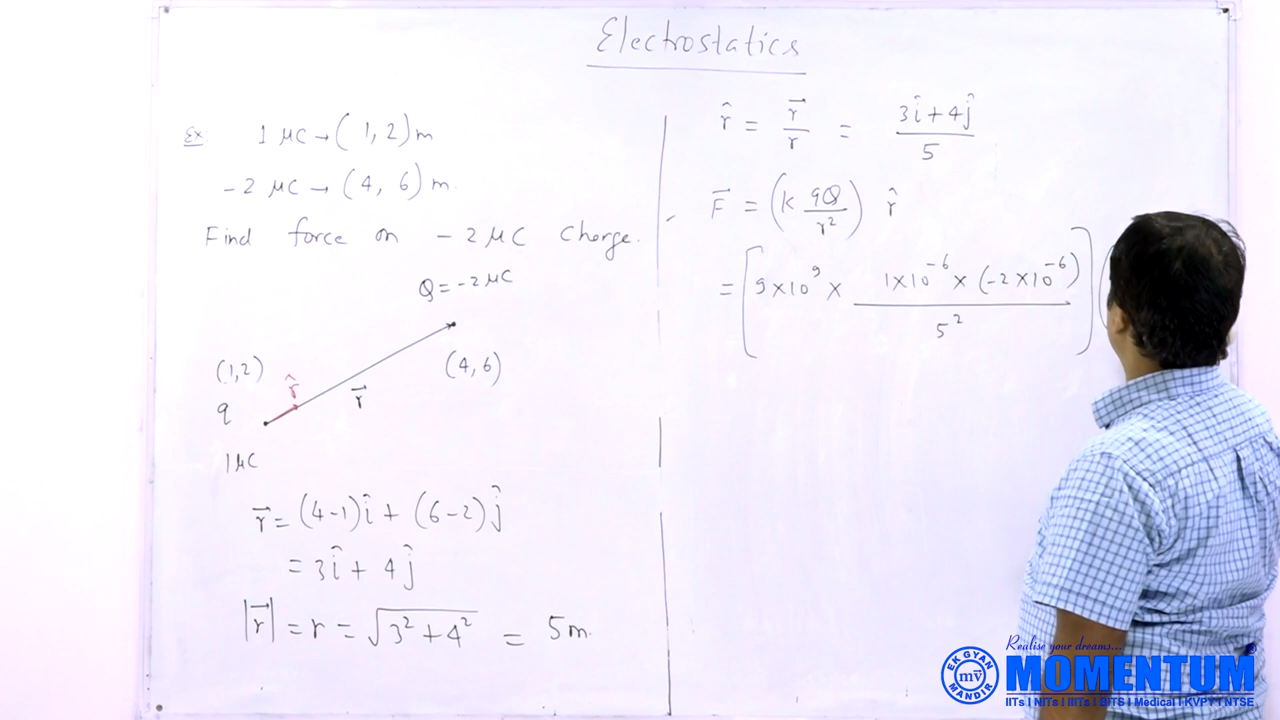 Electrostatics
Ex 1 μC → (1, 2) m
-2 μC → (4, 6) m.
Find force on -2 μC charge.
Q = -2 μC
(1,2)
(4, 6)
r̂
r⃗
q
1 μC
r⃗ = (4-1)î + (6-2)ĵ
= 3î + 4ĵ
|r⃗| = r = √(3² + 4²) = 5m.
r̂ = r⃗/r = (3î + 4ĵ)/5
F⃗ = (k qQ/r²) r̂
= [9×10⁹ × (1×10⁻⁶ × (-2×10⁻⁶))/5²] (
Realise your dreams...
EK GYAN MANDIR
mv⃗
MOMENTUM
IITs I NITs I IIITs I BITS I Medical I KVPY I NTSE